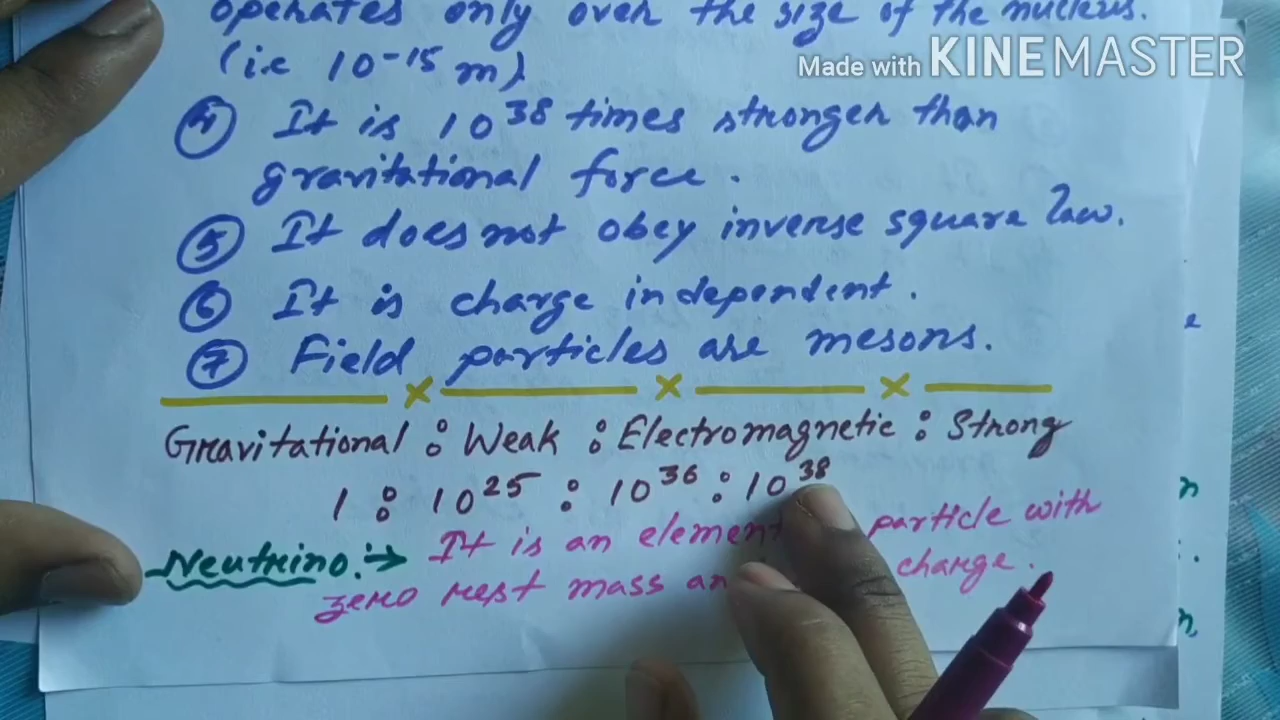 operates only over the size of the nucleus.
(i.e 10-15 m)
Made with KINEMASTER
④ It is 10³⁸ times stronger than
gravitational force.
⑤ It does not obey inverse square law.
⑥ It is charge independent.
⑦ Field particles are mesons.
Gravitational : Weak : Electromagnetic : Strong
1 : 10²⁵ : 10³⁶ : 10³⁸
Neutrino :→ It is an element particle with
zero rest mass an charge.